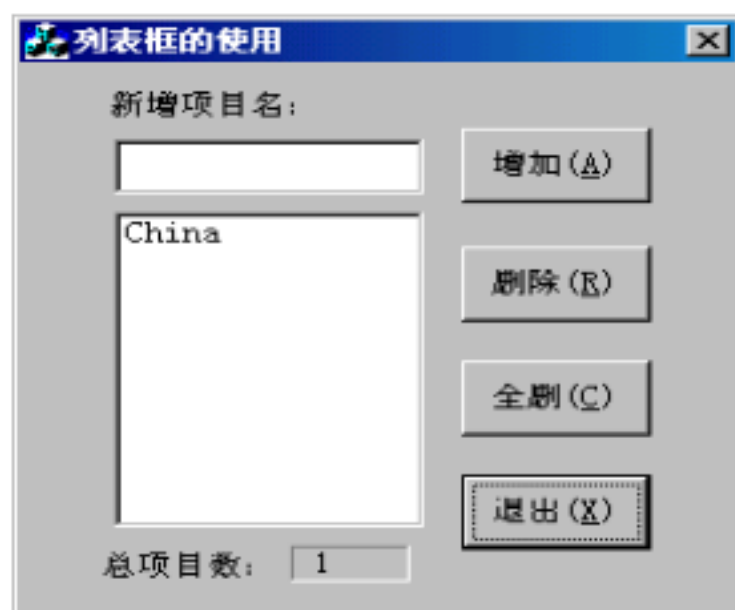 列表框的使用
新增项目名:
增加(A)
China
删除(R)
全删(C)
退出(X)
总项目数: 1